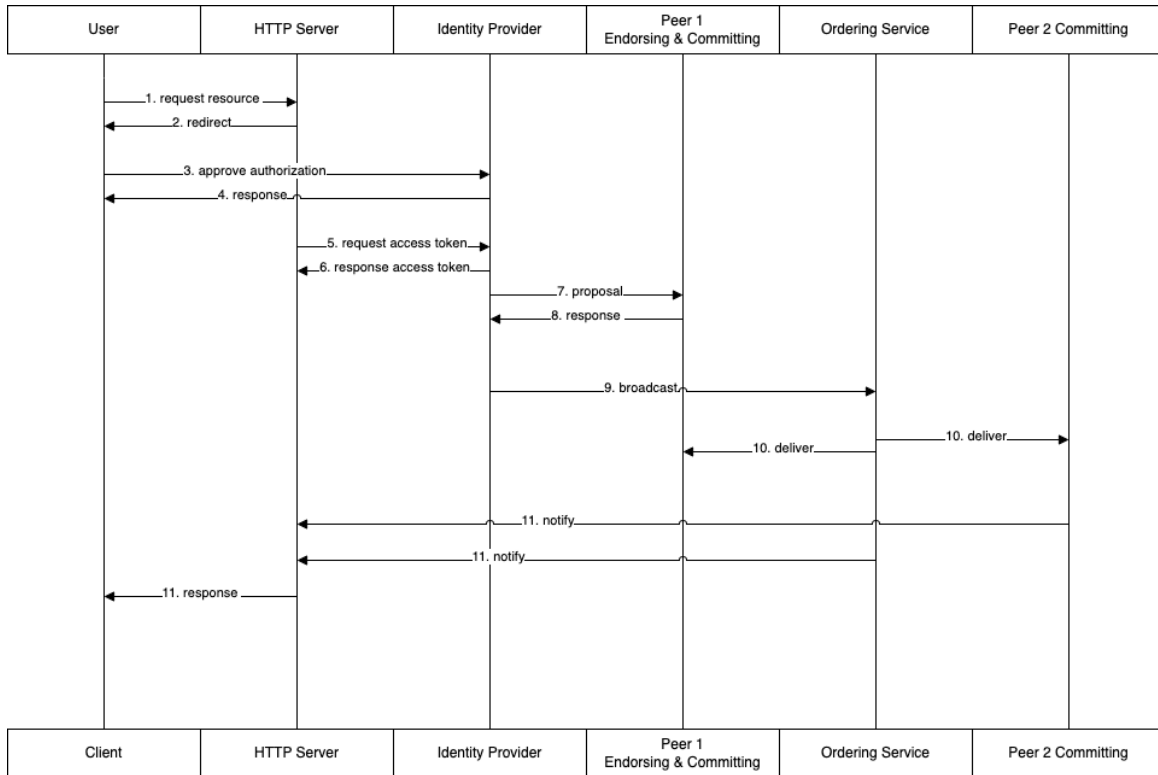 User
HTTP Server
Identity Provider
Peer 1
Endorsing & Committing
Ordering Service
Peer 2 Committing
1. request resource
2. redirect
3. approve authorization
4. response
5. request access token
6. response access token
7. proposal
8. response
9. broadcast
10. deliver
10. deliver
11. notify
11. notify
11. response
Client
HTTP Server
Identity Provider
Peer 1
Endorsing & Committing
Ordering Service
Peer 2 Committing